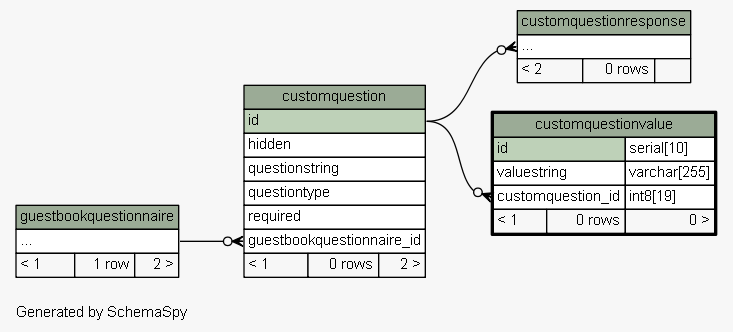 customquestionresponse
...
< 2 0 rows
customquestion
id
hidden
questionstring
questiontype
required
guestbookquestionnaire_id
< 1 0 rows 2 >
customquestionvalue
id serial[10]
valuestring varchar[255]
customquestion_id int8[19]
< 1 0 rows 0 >
guestbookquestionnaire
...
< 1 1 row 2 >
Generated by SchemaSpy